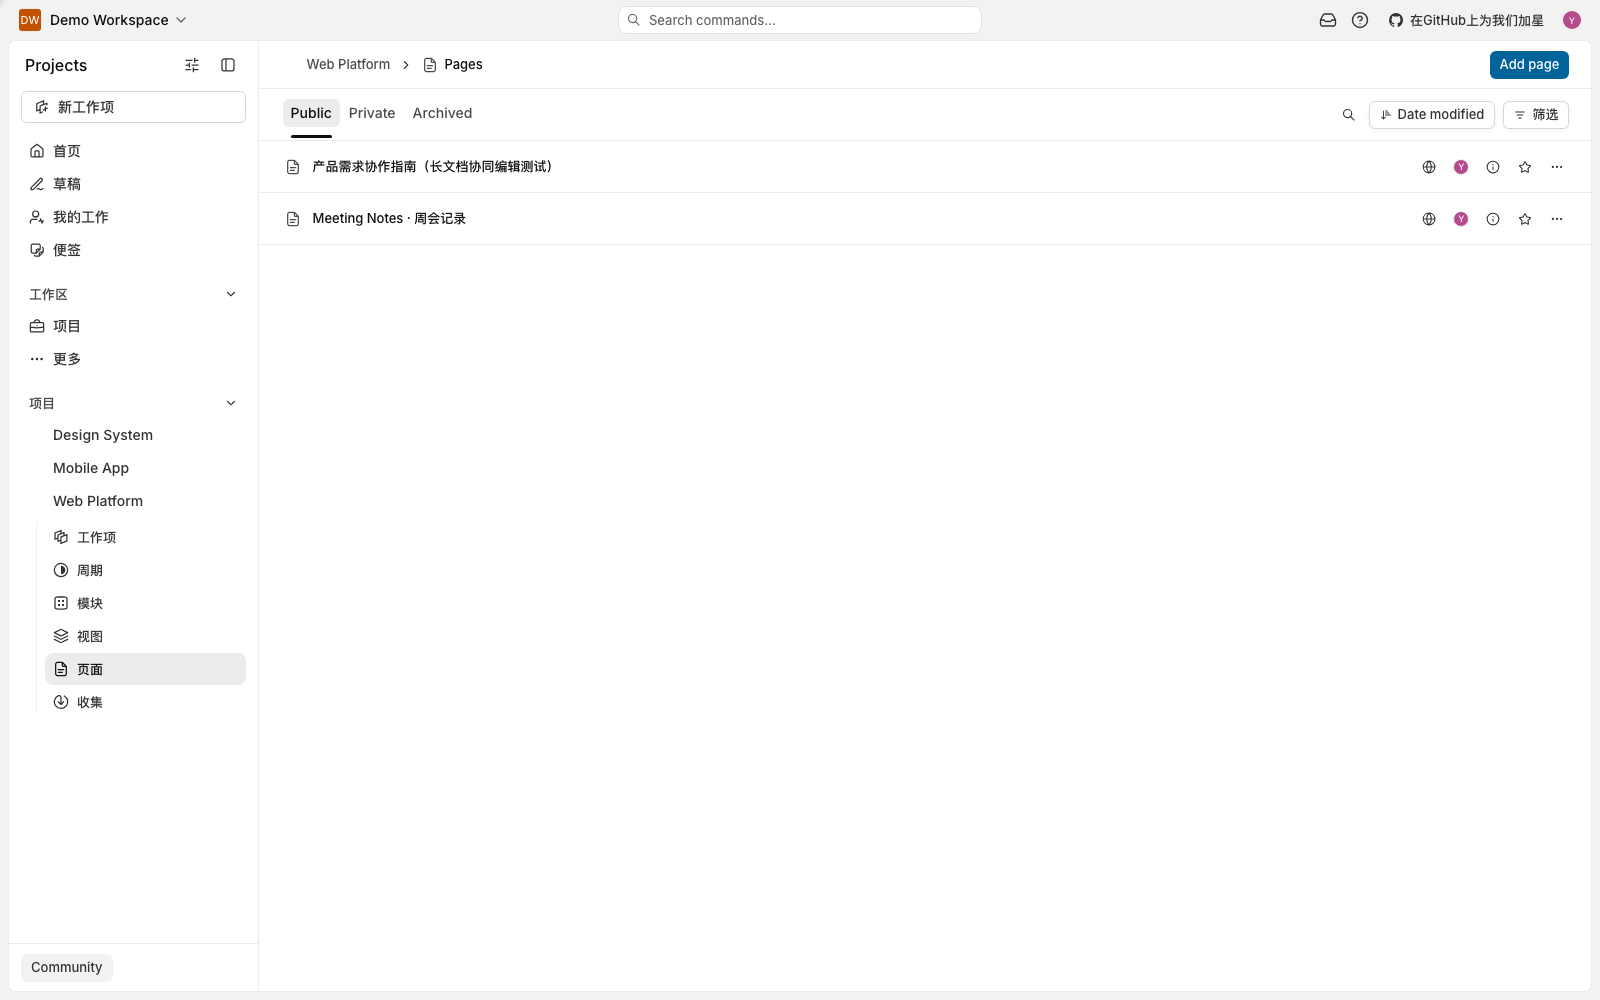 DW Demo Workspace
Search commands...
在GitHub上为我们加星
Y
Projects
新工作项
首页
草稿
我的工作
便签
工作区
项目
更多
项目
Design System
Mobile App
Web Platform
工作项
周期
模块
视图
页面
收集
Community
Web Platform
Pages
Add page
Public
Private
Archived
Date modified
筛选
产品需求协作指南（长文档协同编辑测试）
Y
Meeting Notes · 周会记录
Y